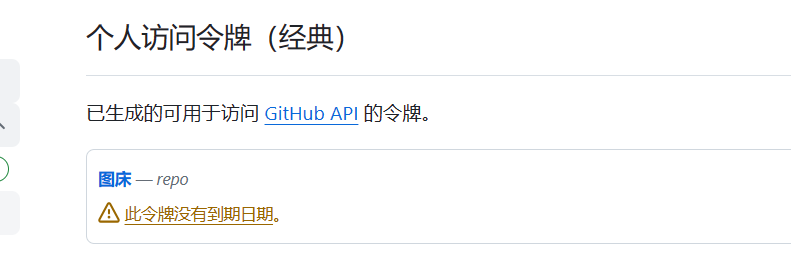 个人访问令牌（经典）
已生成的可用于访问 GitHub API 的令牌。
图床 — repo
此令牌没有到期日期。